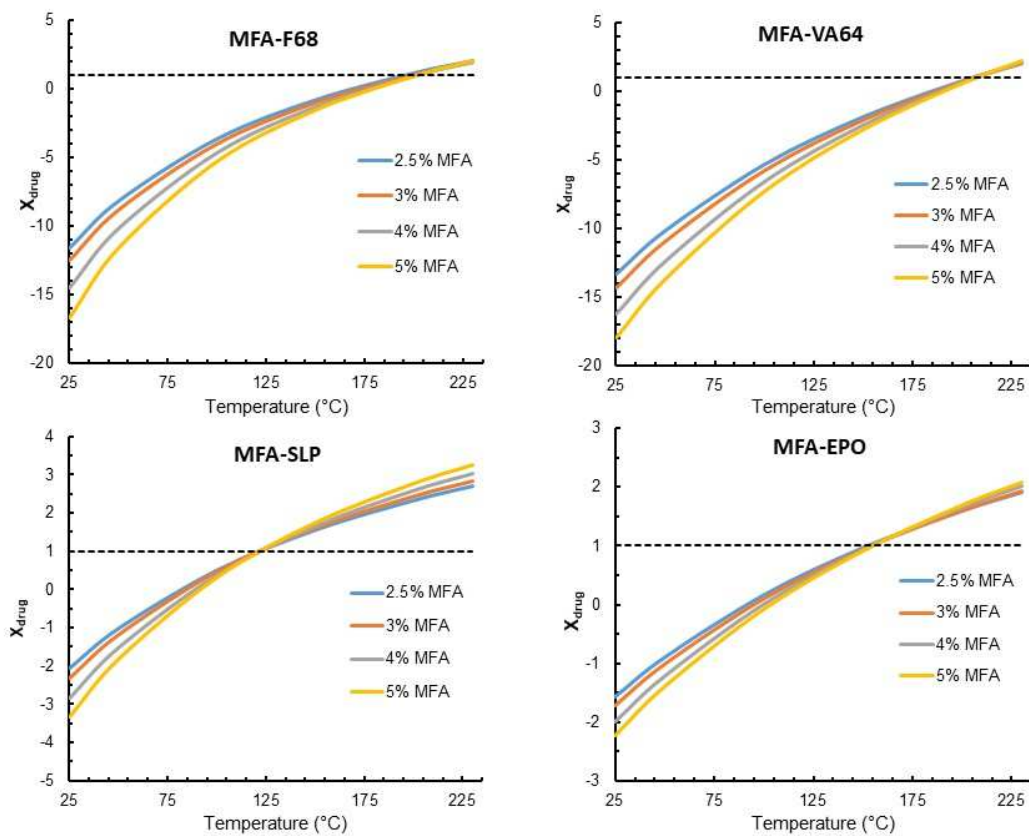 MFA-F68
5
0
-5
-10
-15
-20
X drug
2.5% MFA
3% MFA
4% MFA
5% MFA
25 75 125 175 225
Temperature (°C)
MFA-VA64
5
0
-5
-10
-15
-20
X drug
2.5% MFA
3% MFA
4% MFA
5% MFA
25 75 125 175 225
Temperature (°C)
MFA-SLP
4
3
2
1
0
-1
-2
-3
-4
-5
X drug
2.5% MFA
3% MFA
4% MFA
5% MFA
25 75 125 175 225
Temperature (°C)
MFA-EPO
3
2
1
0
-1
-2
-3
X drug
2.5% MFA
3% MFA
4% MFA
5% MFA
25 75 125 175 225
Temperature (°C)